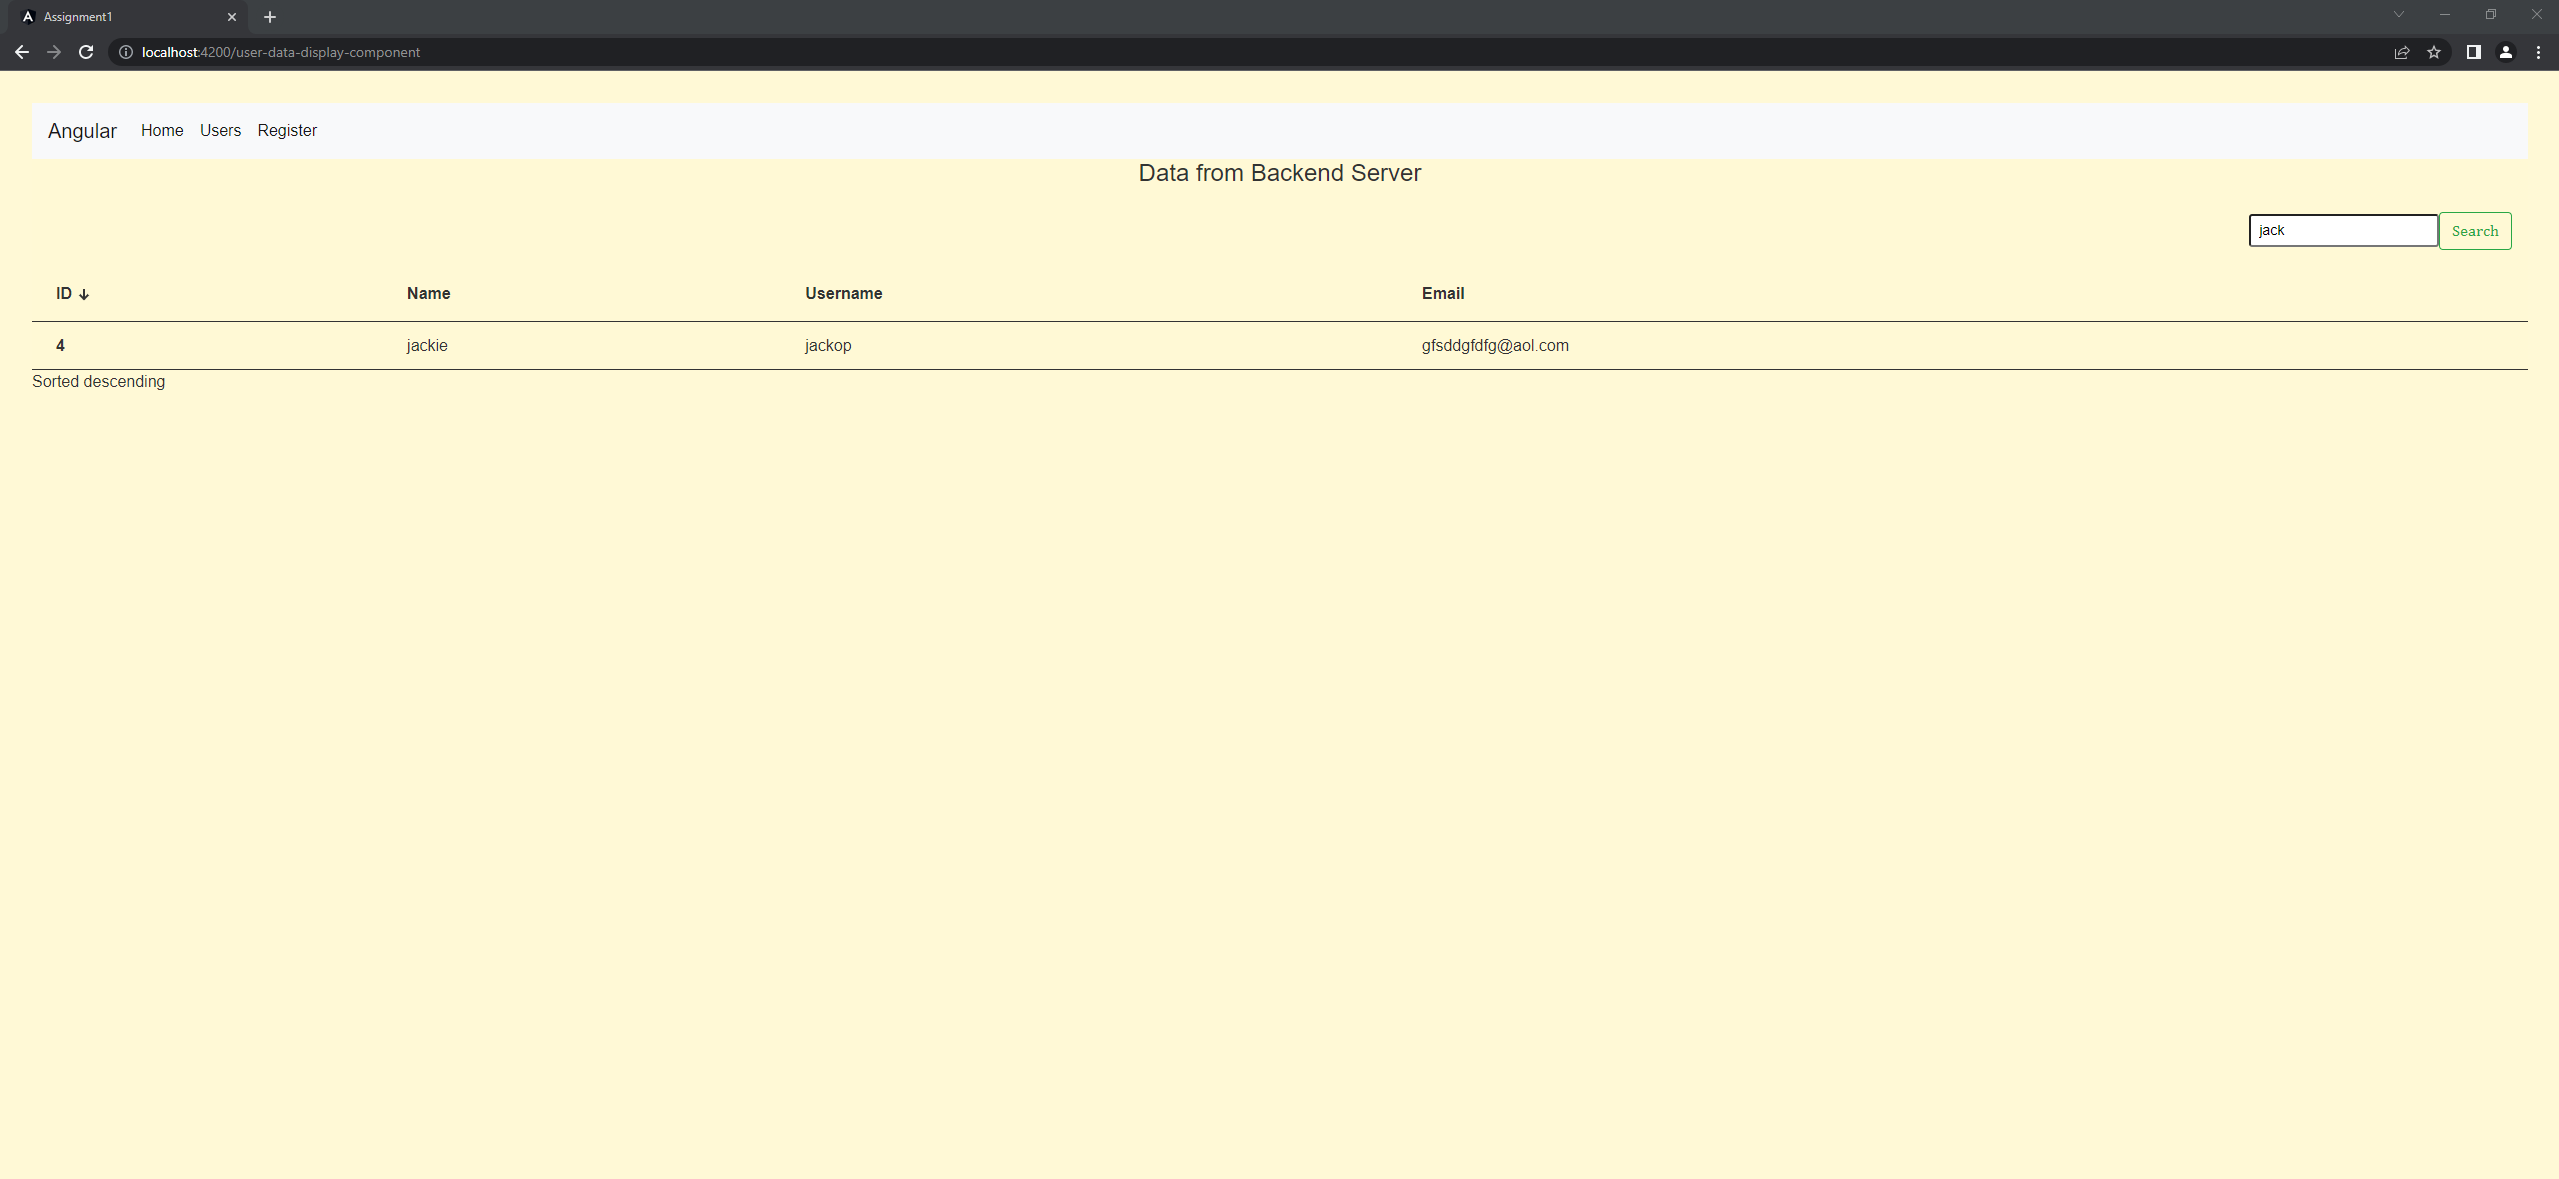 Assignment1
localhost:4200/user-data-display-component
Angular Home Users Register
Data from Backend Server
jack Search
ID Name Username Email
4 jackie jackop gfsddgfdfg@aol.com
Sorted descending